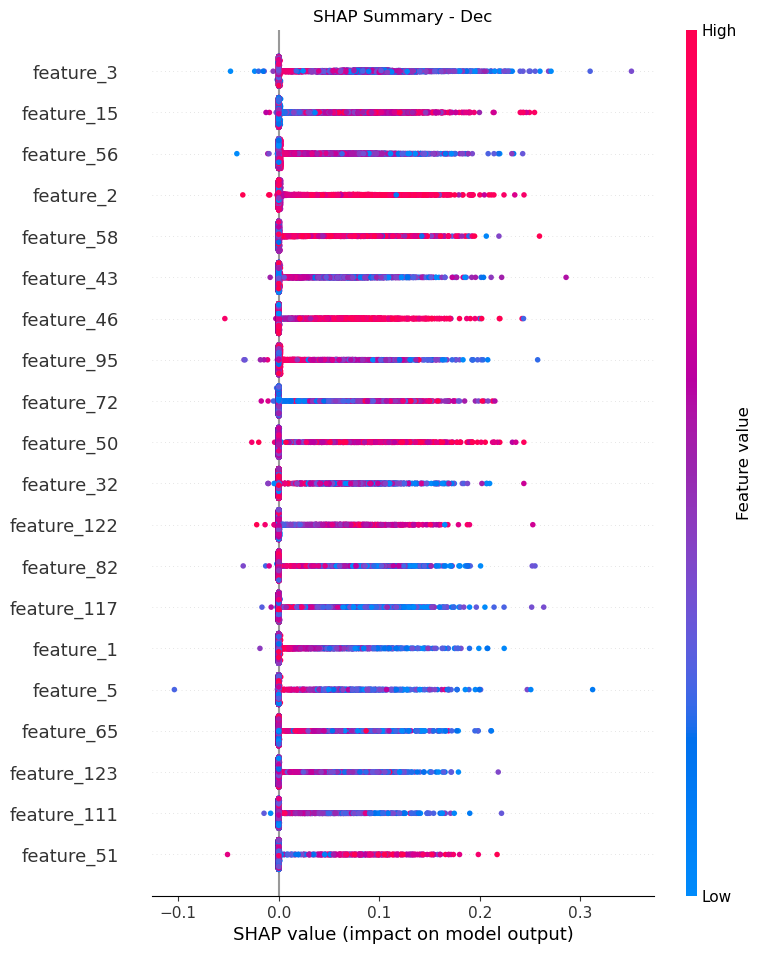 SHAP Summary - Dec
High
feature_3
feature_15
feature_56
feature_2
feature_58
feature_43
feature_46
feature_95
feature_72
feature_50
feature_32
feature_122
feature_82
feature_117
feature_1
feature_5
feature_65
feature_123
feature_111
feature_51
Feature value
Low
−0.1 0.0 0.1 0.2 0.3
SHAP value (impact on model output)